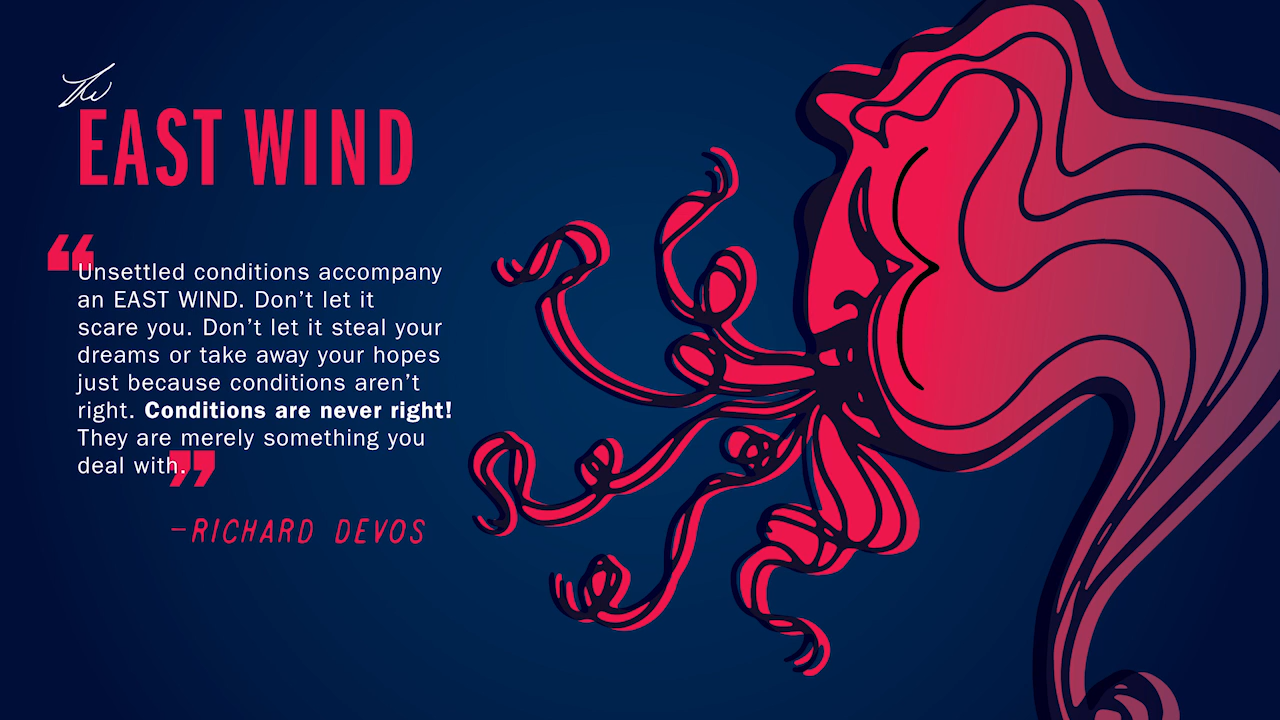 The
EAST WIND
“Unsettled conditions accompany
an EAST WIND. Don’t let it
scare you. Don’t let it steal your
dreams or take away your hopes
just because conditions aren’t
right. Conditions are never right!
They are merely something you
deal with.”
–RICHARD DEVOS